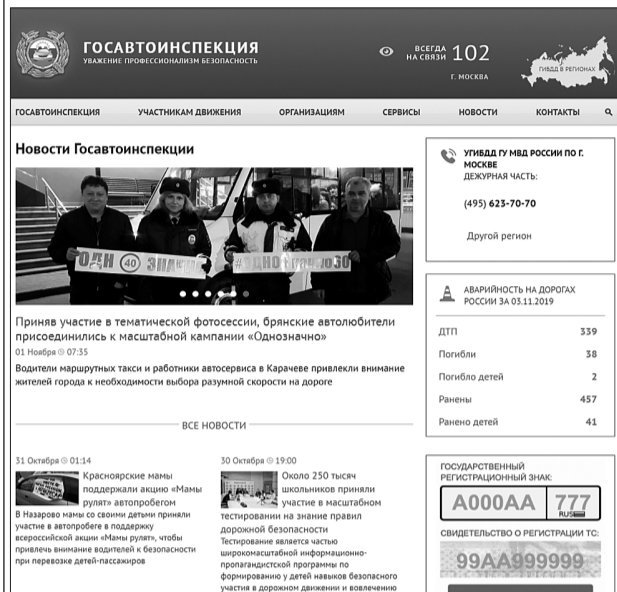 ГОСАВТОИНСПЕКЦИЯ
УВАЖЕНИЕ ПРОФЕССИОНАЛИЗМ БЕЗОПАСНОСТЬ
ВСЕГДА
НА СВЯЗИ
102
Г. МОСКВА
ГИБДД В РЕГИОНАХ
ГОСАВТОИНСПЕКЦИЯ УЧАСТНИКАМ ДВИЖЕНИЯ ОРГАНИЗАЦИЯМ СЕРВИСЫ НОВОСТИ КОНТАКТЫ
Новости Госавтоинспекции
ОДН 40 ЗНА
Приняв участие в тематической фотосессии, брянские автолюбители
присоединились к масштабной кампании «Однозначно»
01 Ноября 07:35
Водители маршрутных такси и работники автосервиса в Карачеве привлекли внимание
жителей города к необходимости выбора разумной скорости на дороге
ВСЕ НОВОСТИ
31 Октября 01:14
Красноярские мамы
поддержали акцию «Мамы
рулят» автопробегом
В Назарово мамы со своими детьми приняли
участие в автопробеге в поддержку
всероссийской акции «Мамы рулят», чтобы
привлечь внимание водителей к безопасности
при перевозке детей-пассажиров
30 Октября 19:00
Около 250 тысяч
школьников приняли
участие в масштабном
тестировании на знание правил
дорожной безопасности
Тестирование является частью
широкомасштабной информационно-
пропагандистской программы по
формированию у детей навыков безопасного
участия в дорожном движении и вовлечению
УГИБДД ГУ МВД РОССИИ ПО Г.
МОСКВЕ
ДЕЖУРНАЯ ЧАСТЬ:
(495) 623-70-70
Другой регион
АВАРИЙНОСТЬ НА ДОРОГАХ
РОССИИ ЗА 03.11.2019
ДТП 339
Погибли 38
Погибло детей 2
Ранены 457
Ранено детей 41
ГОСУДАРСТВЕННЫЙ
РЕГИСТРАЦИОННЫЙ ЗНАК:
А000АА 777
RUS
СВИДЕТЕЛЬСТВО О РЕГИСТРАЦИИ ТС:
99АА999999